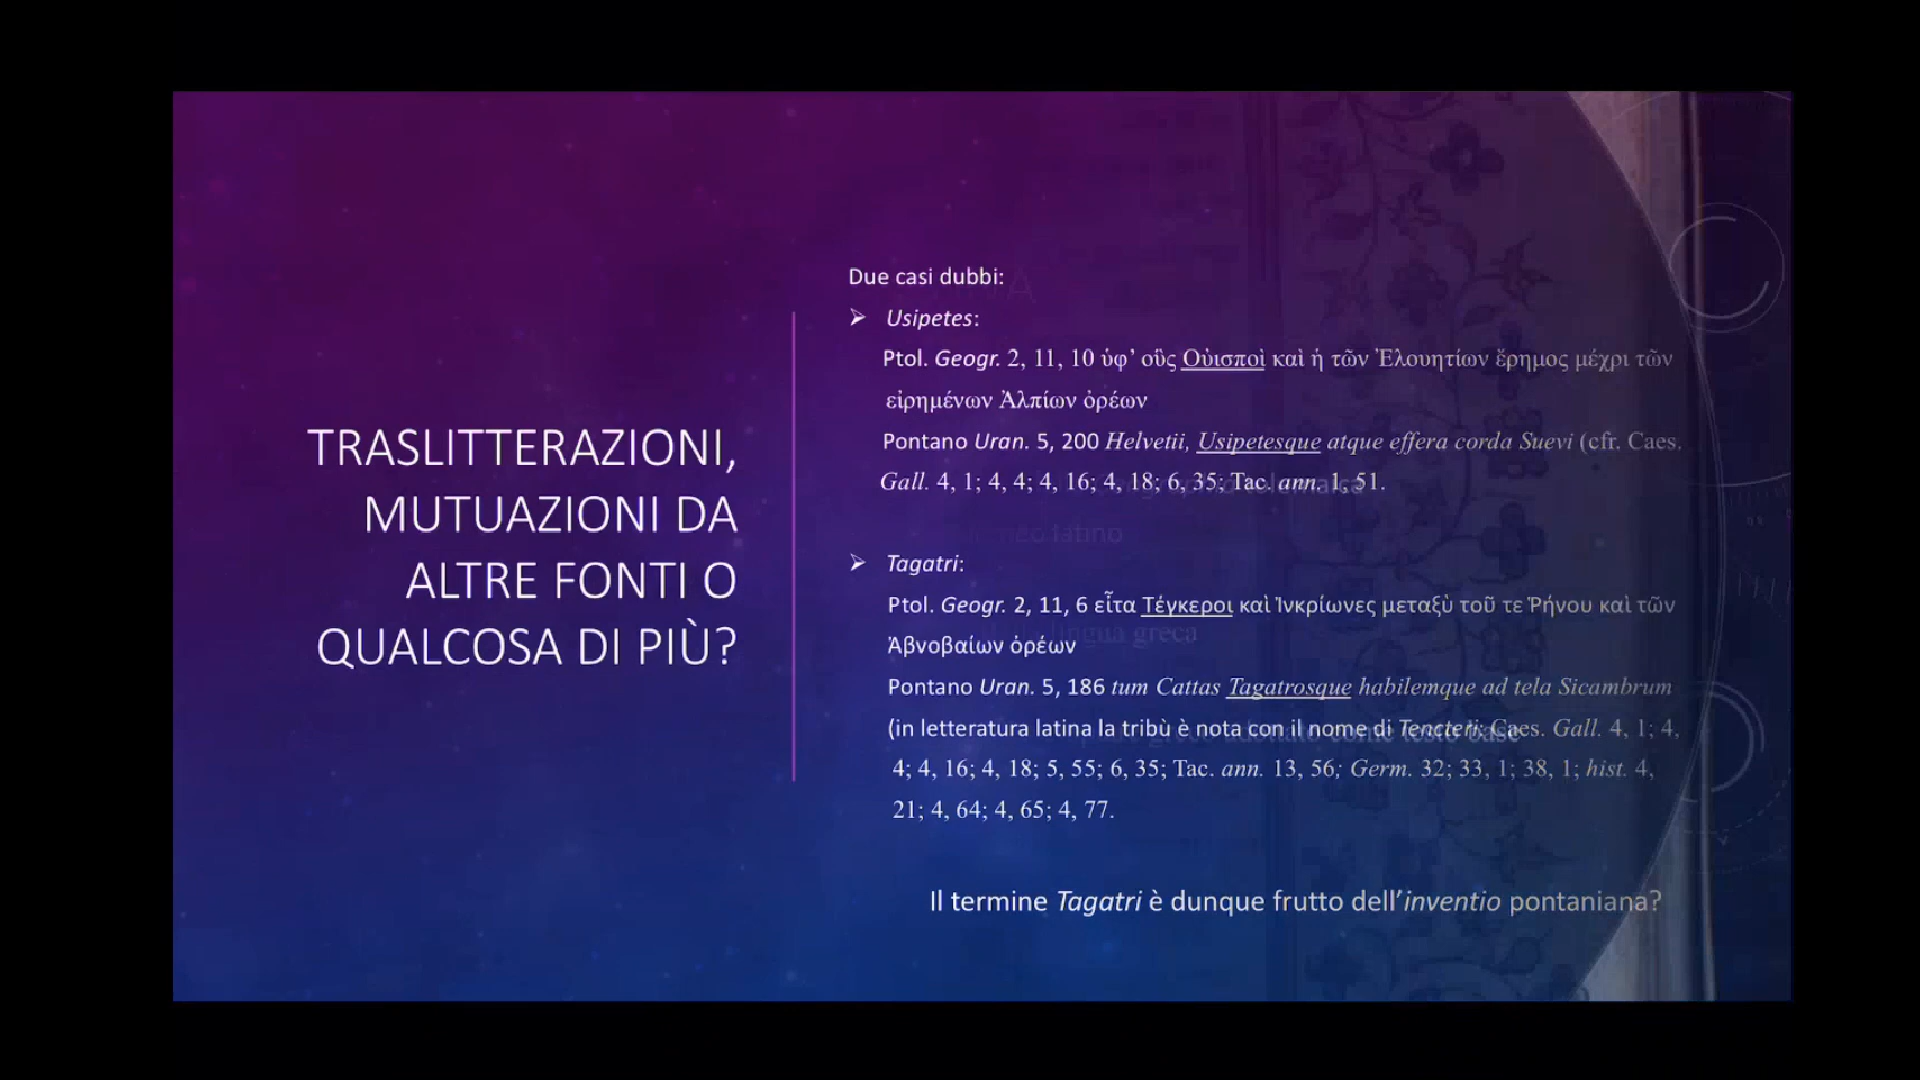 TRASLITTERAZIONI,
MUTUAZIONI DA
ALTRE FONTI O
QUALCOSA DI PIÙ?
Due casi dubbi:
➢ Usipetes:
Ptol. Geogr. 2, 11, 10 ὑφ’ οὓς Οὐισποὶ καὶ ἡ τῶν Ἑλουητίων ἔρημος μέχρι τῶν
εἰρημένων Ἀλπίων ὀρέων
Pontano Uran. 5, 200 Helvetii, Usipetesque atque effera corda Suevi (cfr. Caes.
Gall. 4, 1; 4, 4; 4, 16; 4, 18; 6, 35; Tac. ann. 1, 51.
➢ Tagatri:
Ptol. Geogr. 2, 11, 6 εἶτα Τέγκεροι καὶ Ἰνκρίωνες μεταξὺ τοῦ τε Ῥήνου καὶ τῶν
Ἀβνοβαίων ὀρέων
Pontano Uran. 5, 186 tum Cattas Tagatrosque habilemque ad tela Sicambrum
(in letteratura latina la tribù è nota con il nome di Tencteri: Caes. Gall. 4, 1; 4,
4; 4, 16; 4, 18; 5, 55; 6, 35; Tac. ann. 13, 56; Germ. 32; 33, 1; 38, 1; hist. 4,
21; 4, 64; 4, 65; 4, 77.
Il termine Tagatri è dunque frutto dell’inventio pontaniana?